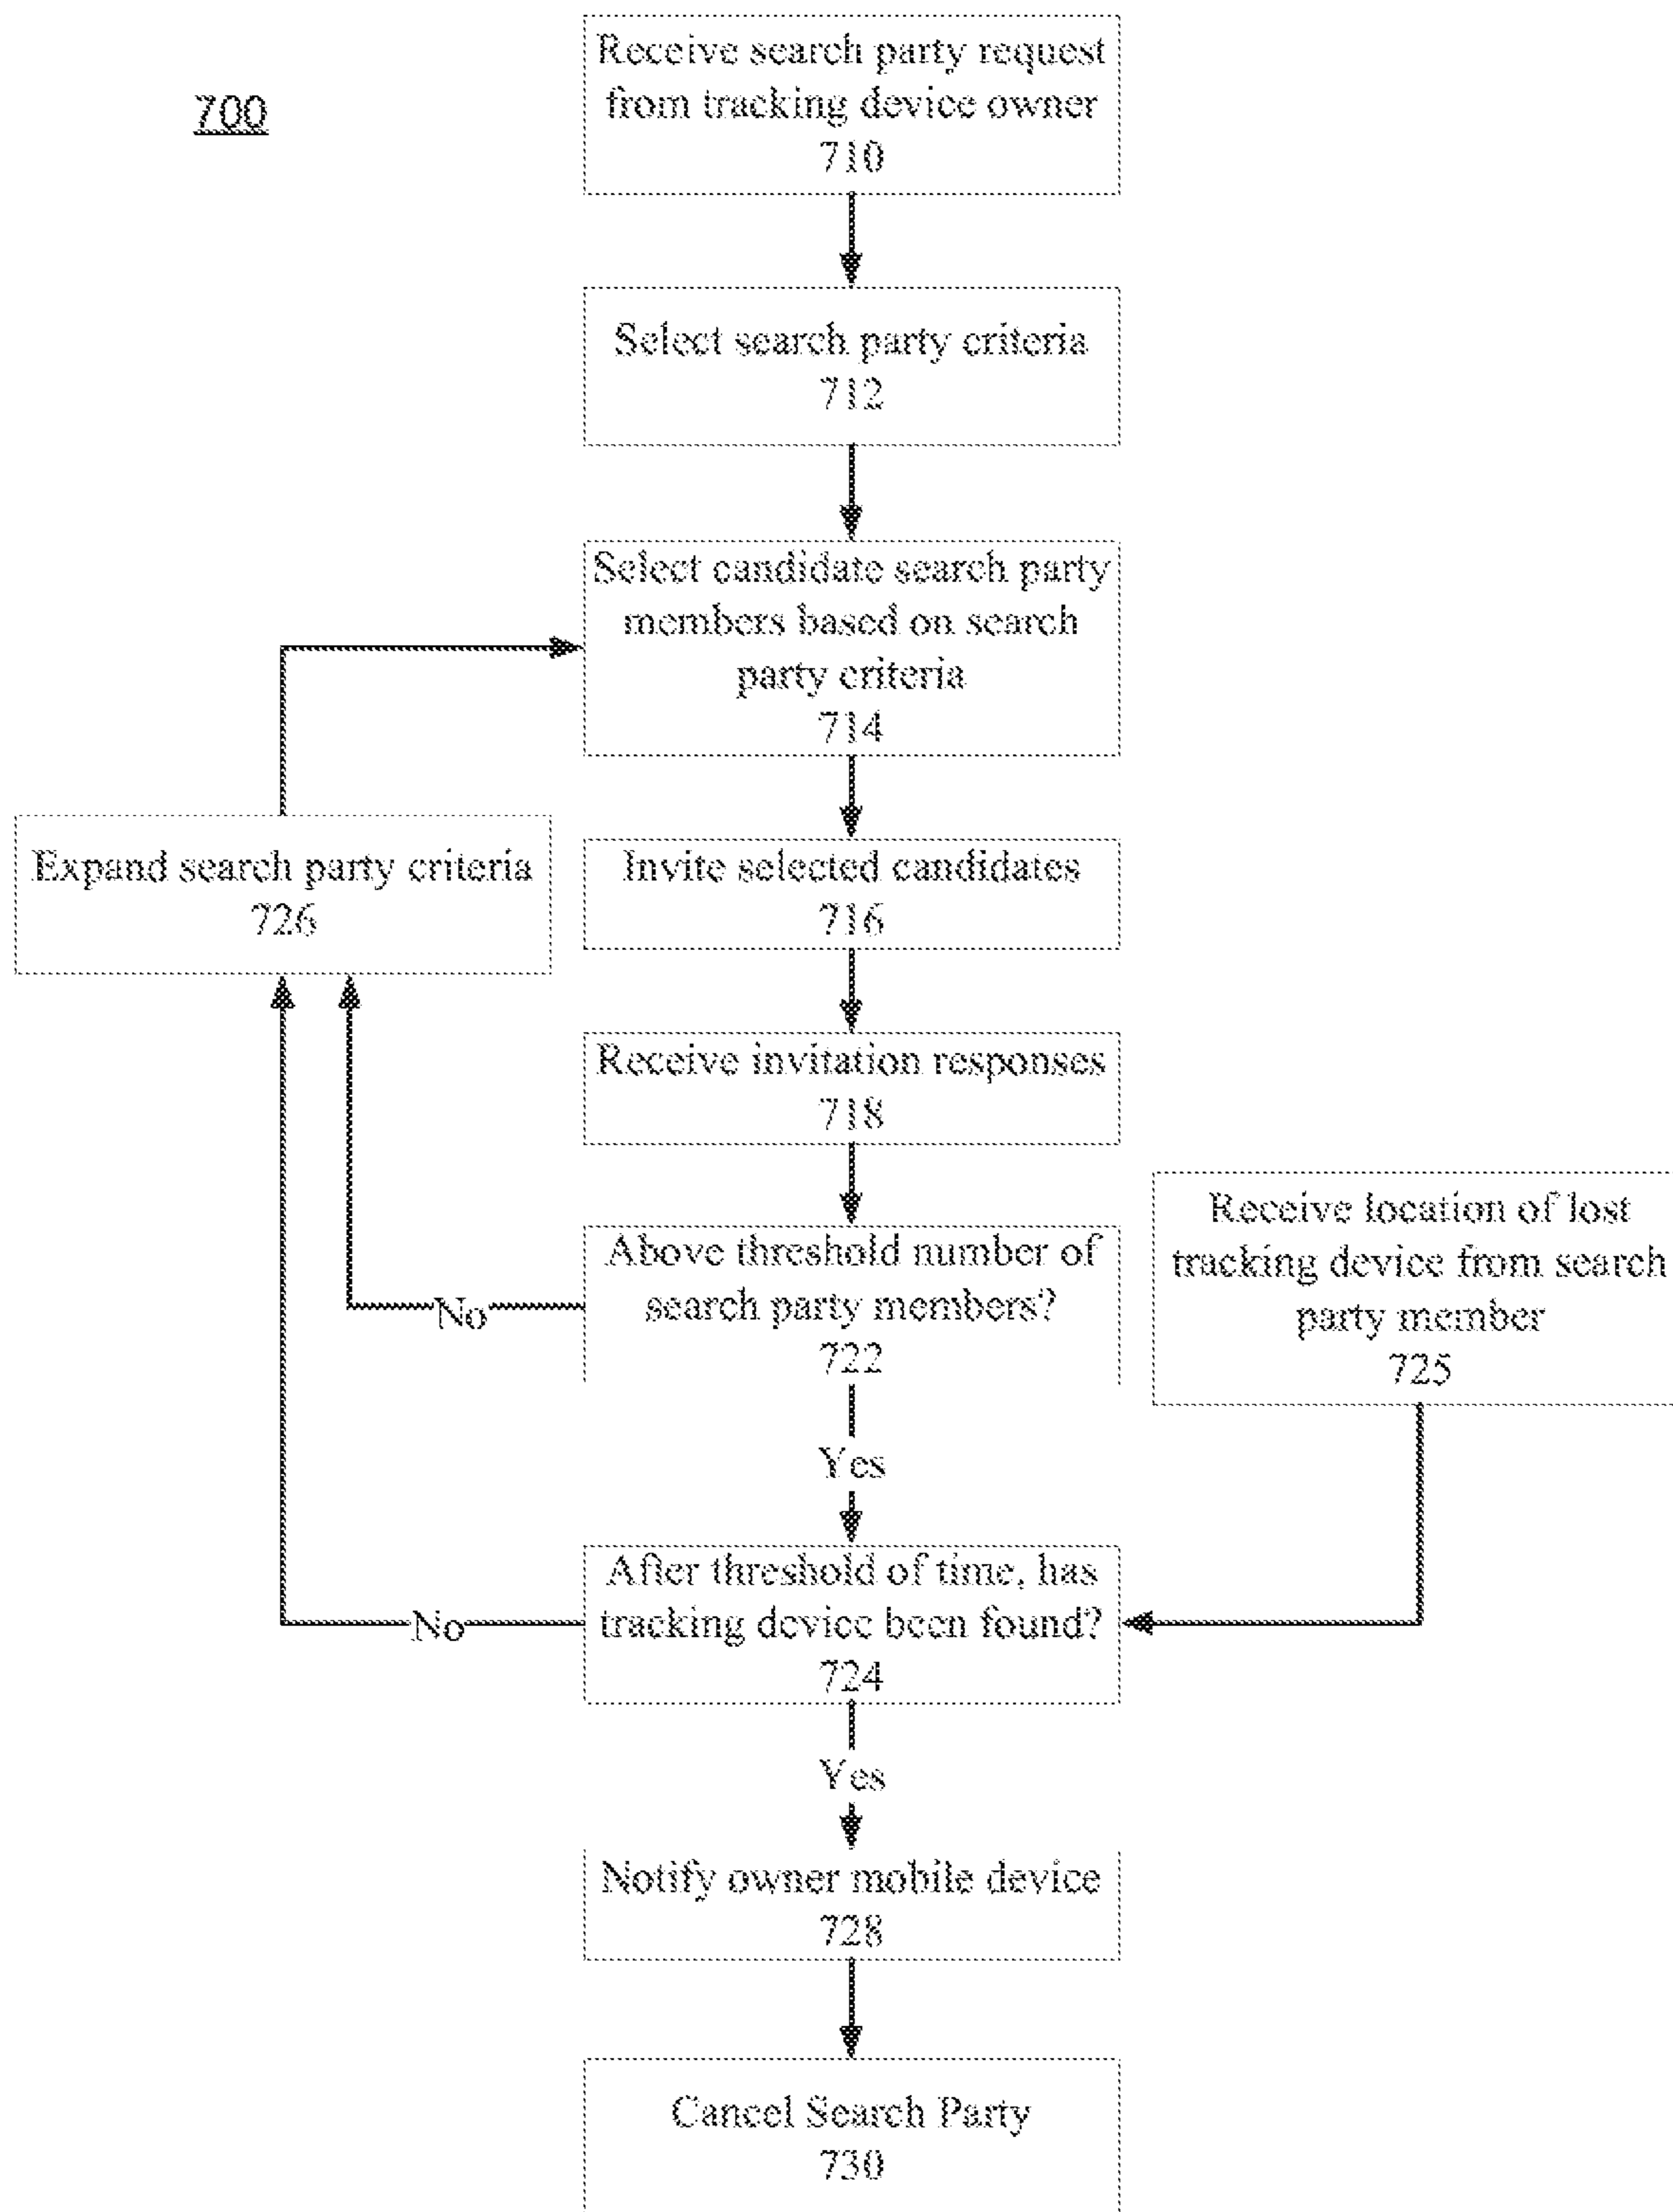 700
Receive search party request
from tracking device owner
710
Select search party criteria
712
Select candidate search party
members based on search
party criteria
714
Expand search party criteria
726
Invite selected candidates
716
Receive invitation responses
718
Above threshold number of
search party members?
722
No
Receive location of lost
tracking device from search
party member
725
Yes
After threshold of time, has
tracking device been found?
724
No
Yes
Notify owner mobile device
728
Cancel Search Party
730